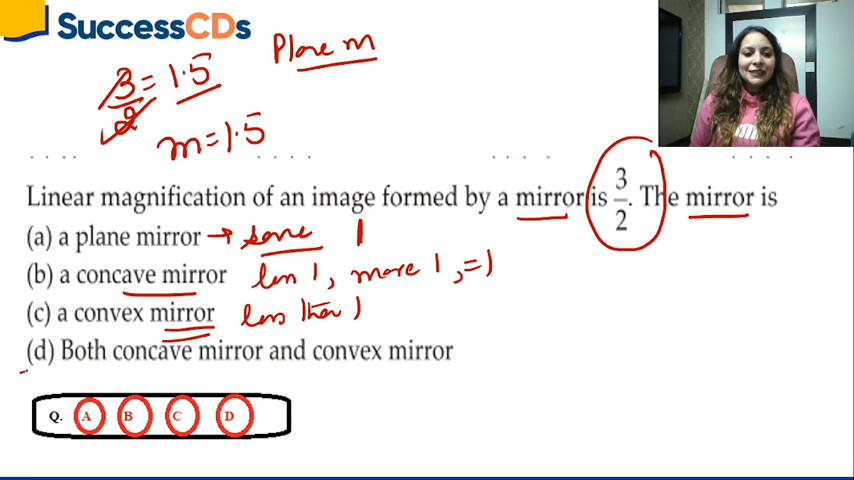 SuccessCDs
Plane m
3/2 = 1.5
m=1.5
Linear magnification of an image formed by a mirror is 3/2. The mirror is
(a) a plane mirror → same 1
(b) a concave mirror less 1, more 1, =1
(c) a convex mirror less than 1
(d) Both concave mirror and convex mirror
Q. A B C D